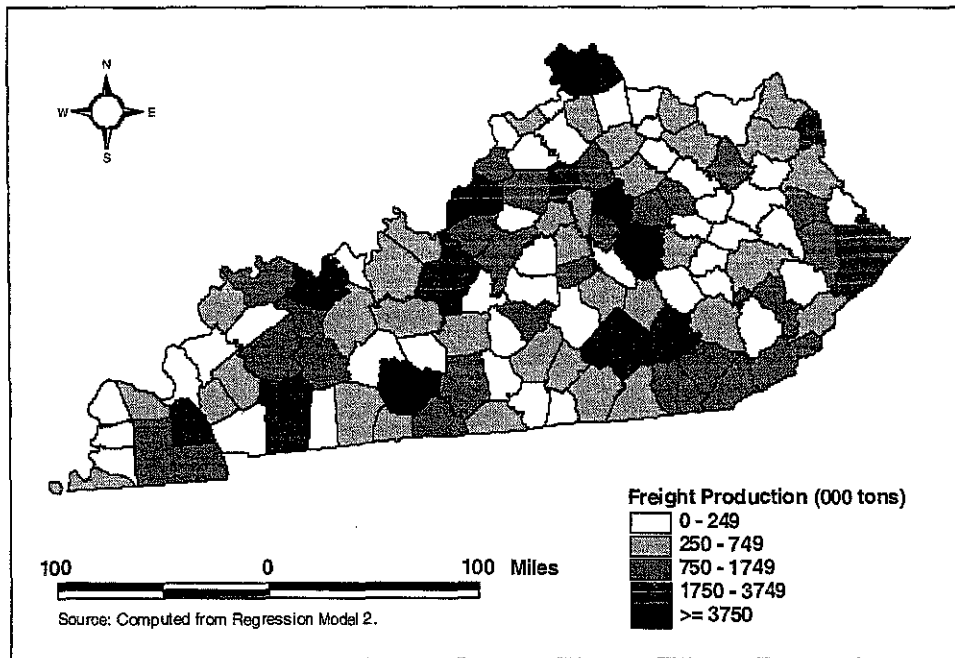 N
W E
S
Freight Production (000 tons)
0 - 249
250 - 749
750 - 1749
1750 - 3749
>= 3750
100 0 100 Miles
Source: Computed from Regression Model 2.